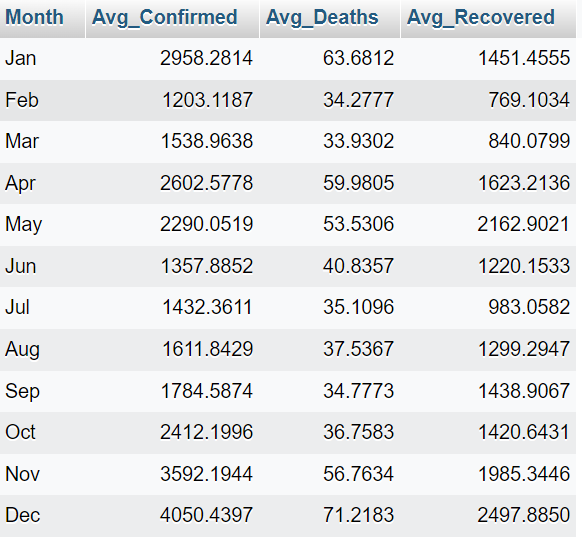 Month Avg_Confirmed Avg_Deaths Avg_Recovered
Jan 2958.2814 63.6812 1451.4555
Feb 1203.1187 34.2777 769.1034
Mar 1538.9638 33.9302 840.0799
Apr 2602.5778 59.9805 1623.2136
May 2290.0519 53.5306 2162.9021
Jun 1357.8852 40.8357 1220.1533
Jul 1432.3611 35.1096 983.0582
Aug 1611.8429 37.5367 1299.2947
Sep 1784.5874 34.7773 1438.9067
Oct 2412.1996 36.7583 1420.6431
Nov 3592.1944 56.7634 1985.3446
Dec 4050.4397 71.2183 2497.8850